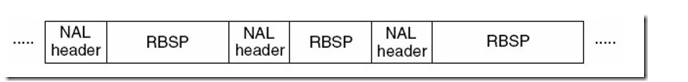 ..... NAL header RBSP NAL header RBSP NAL header RBSP .....